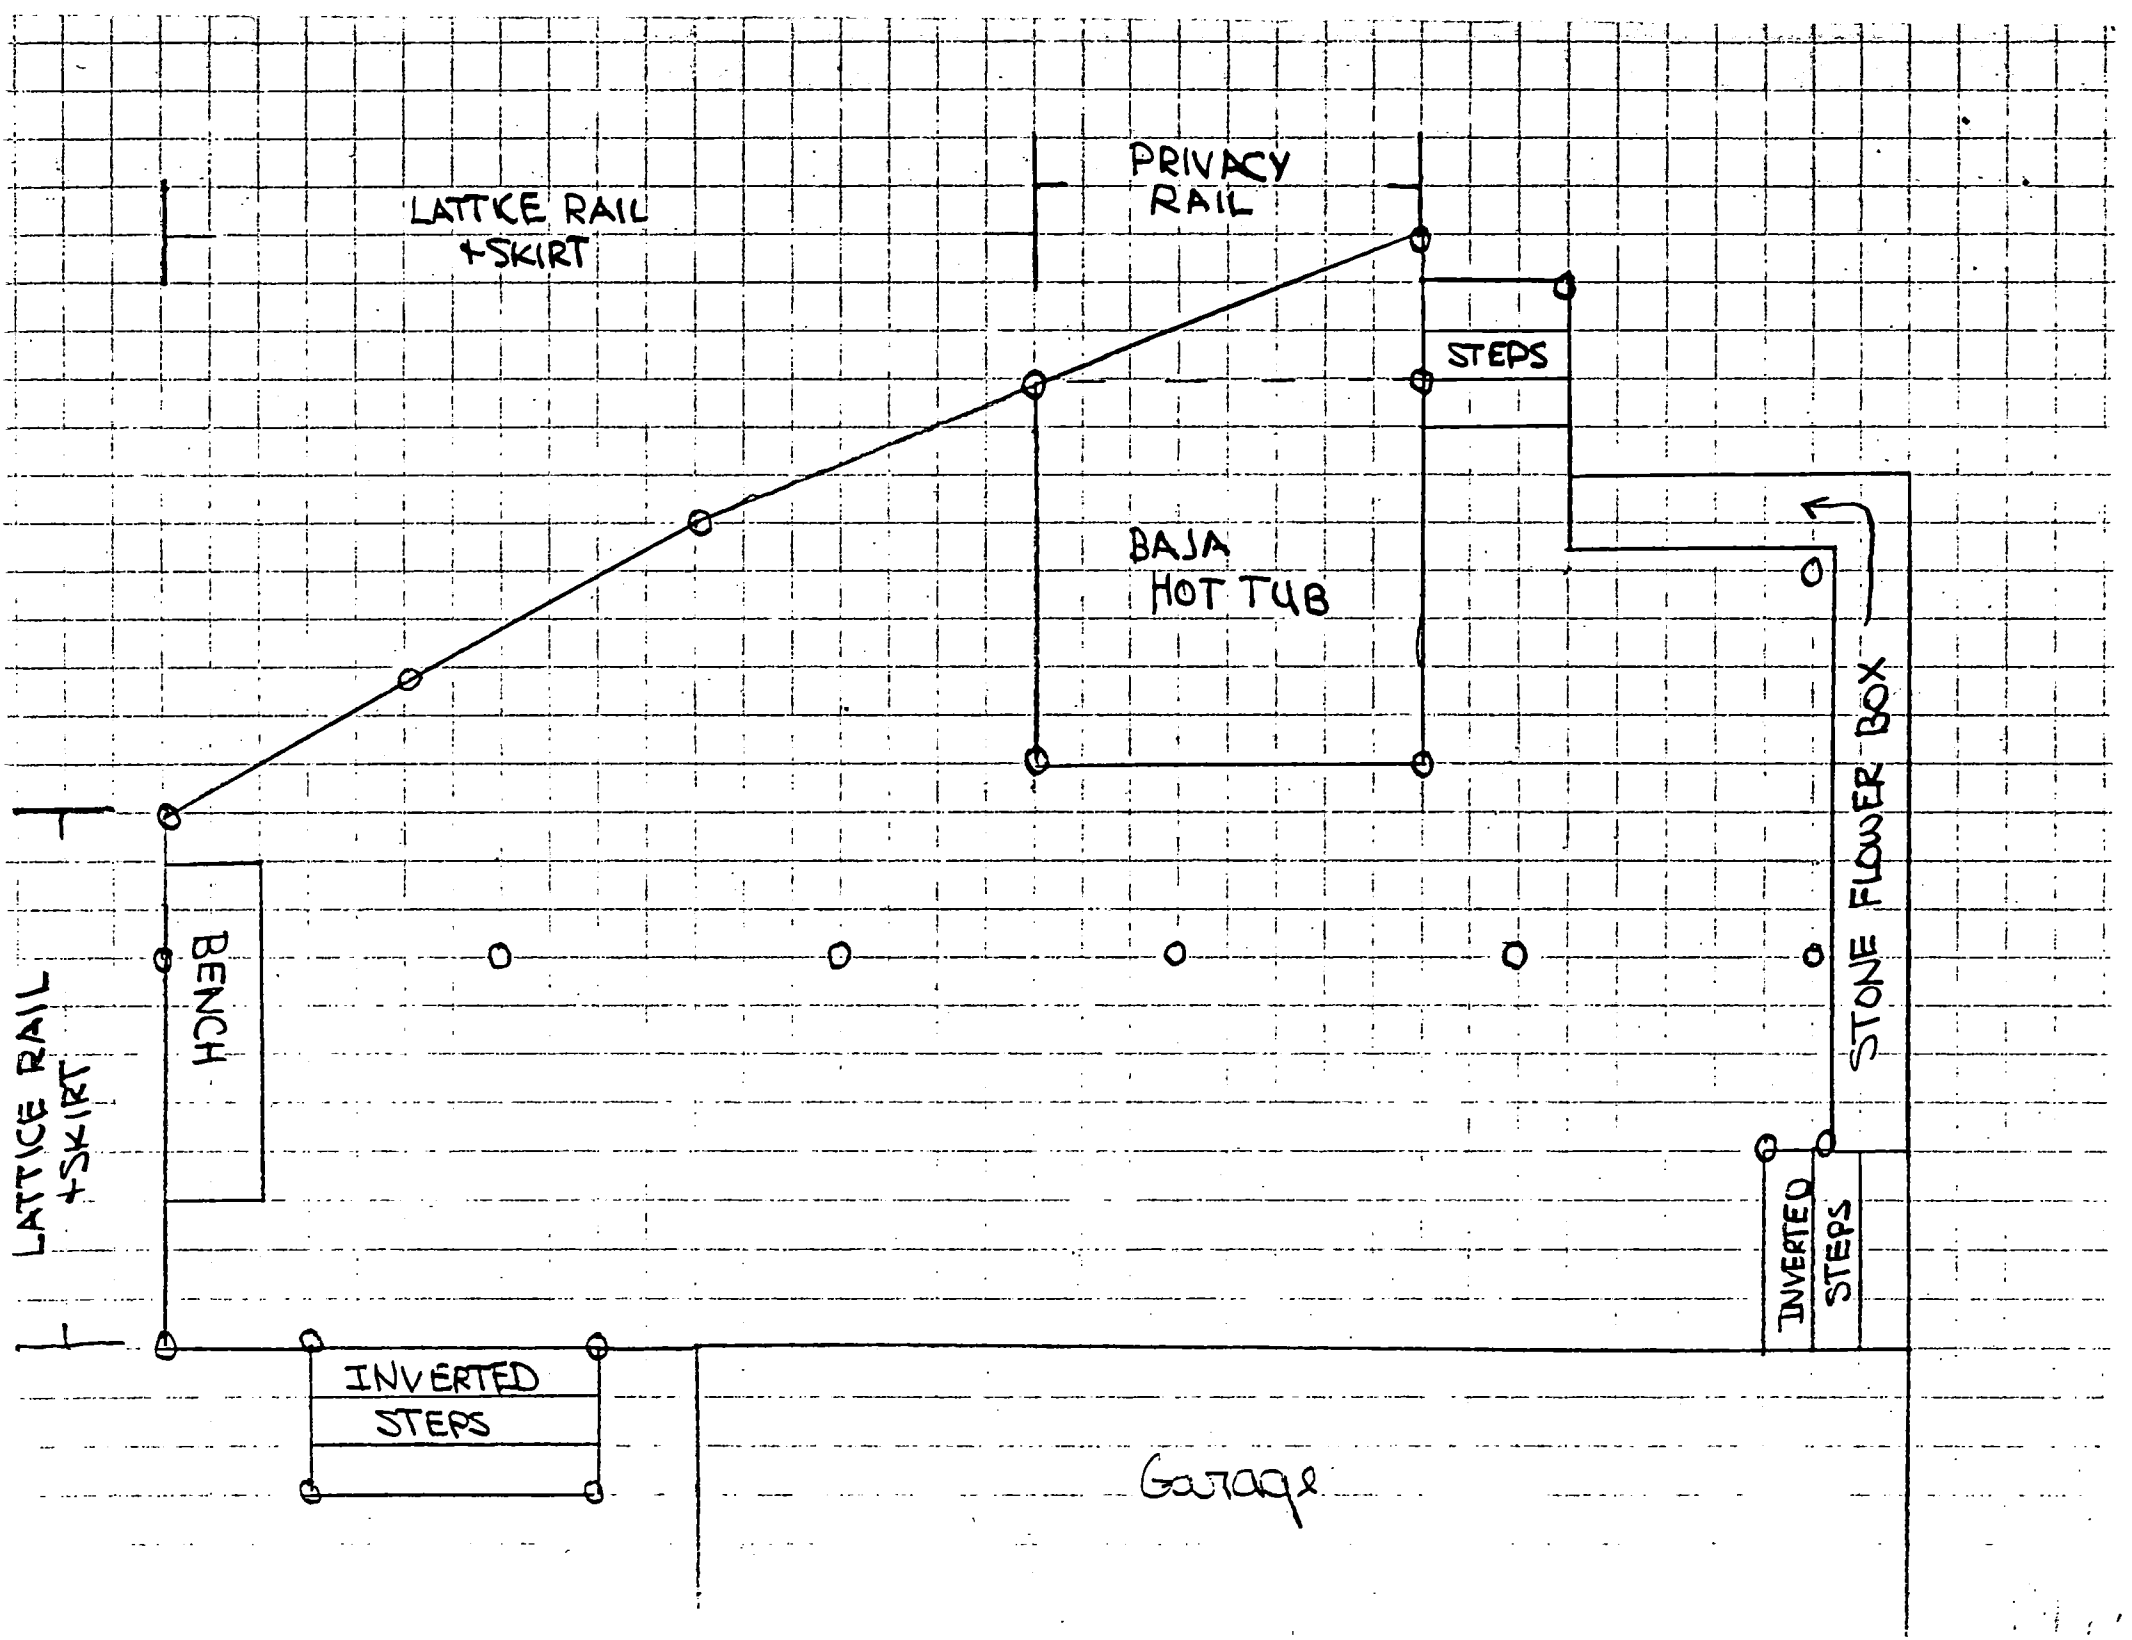 PRIVACY
RAIL
LATTICE RAIL
+SKIRT
STEPS
BAJA
HOT TUB
STONE FLOWER BOX
BENCH
LATTICE RAIL
+SKIRT
INVERTED
STEPS
INVERTED
STEPS
Garage